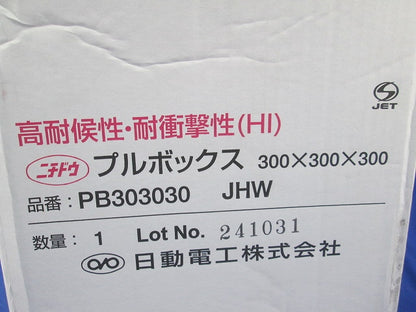 JET
高耐候性・耐衝撃性(HI)
ニチドウ プルボックス 300×300×300
品番：PB303030 JHW
数量：1 Lot No. 241031
日動電工株式会社